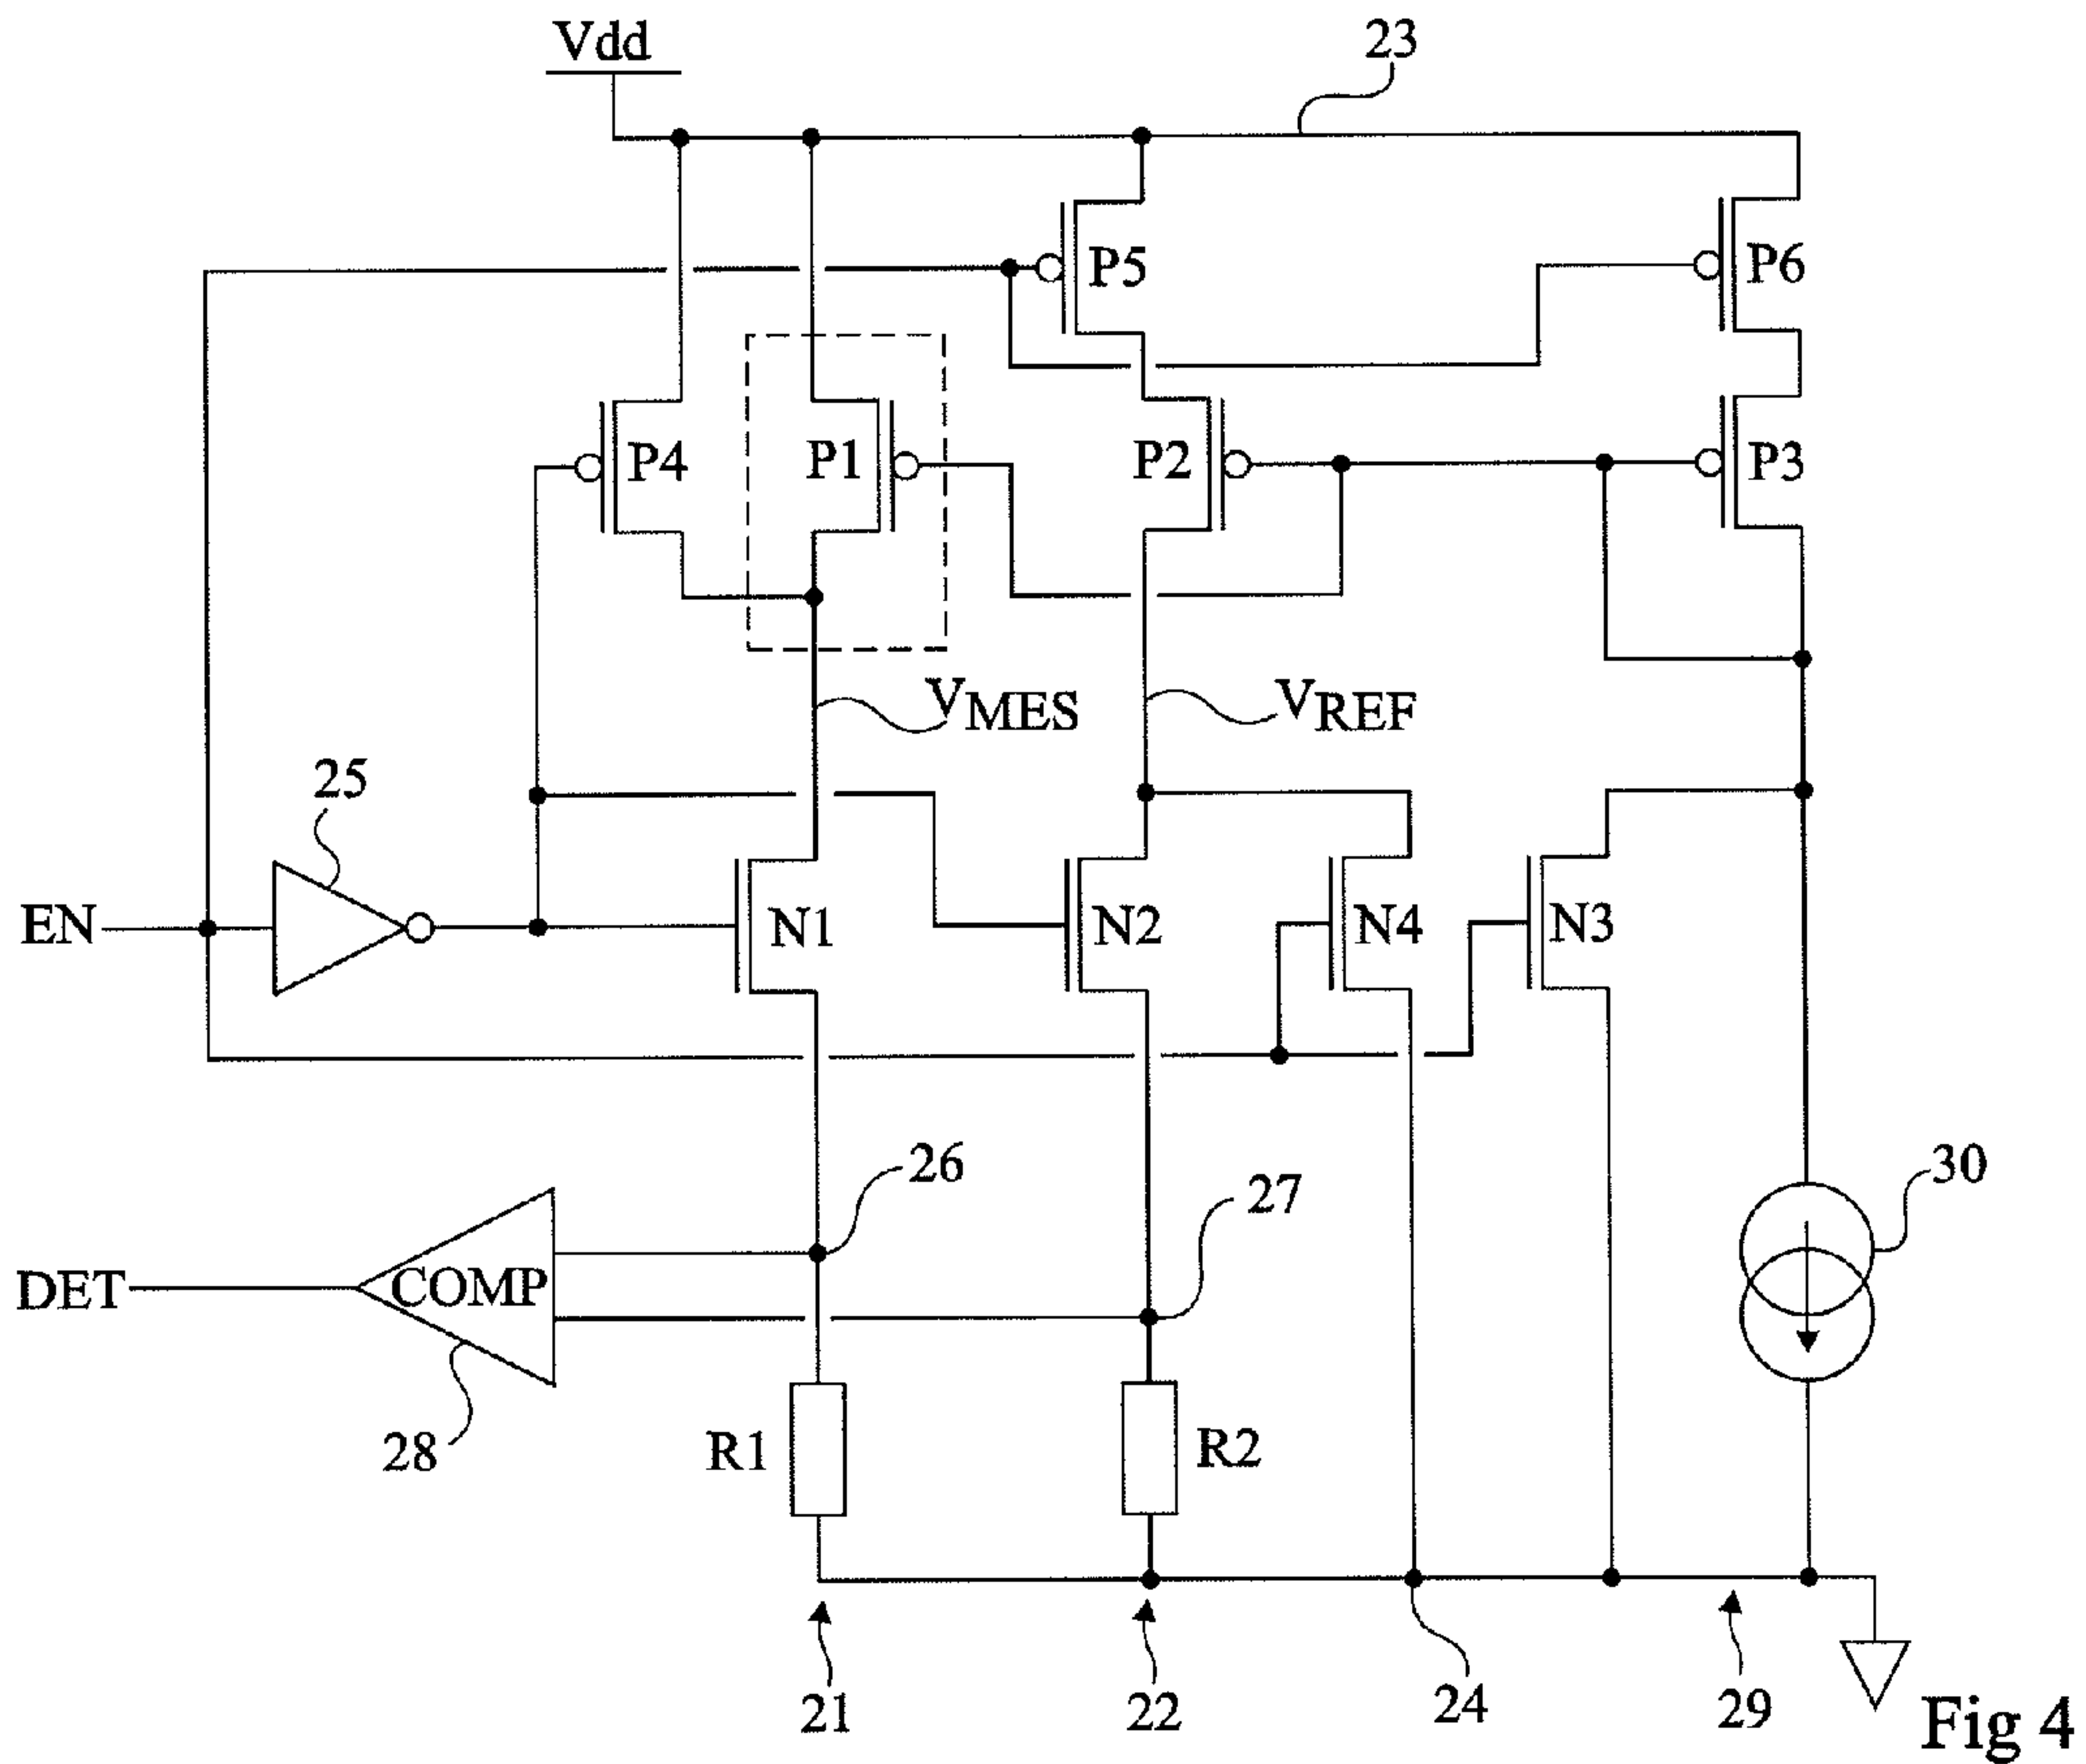 Vdd
23
P5
P6
P4
P1
P2
P3
VMES
VREF
25
EN
N1
N2
N4
N3
26
27
30
DET
COMP
28
R1
R2
21
22
24
29
Fig 4